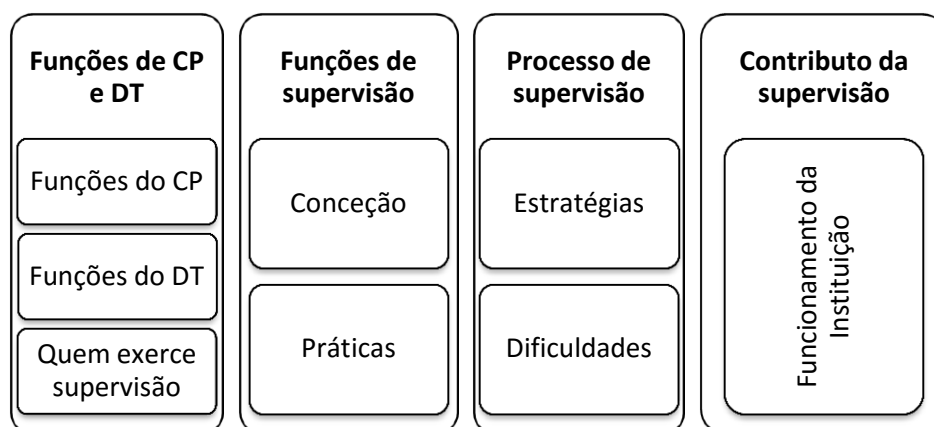 Funções de CP
e DT
Funções do CP
Funções do DT
Quem exerce
supervisão
Funções de
supervisão
Conceção
Práticas
Processo de
supervisão
Estratégias
Dificuldades
Contributo da
supervisão
Funcionamento da
Instituição